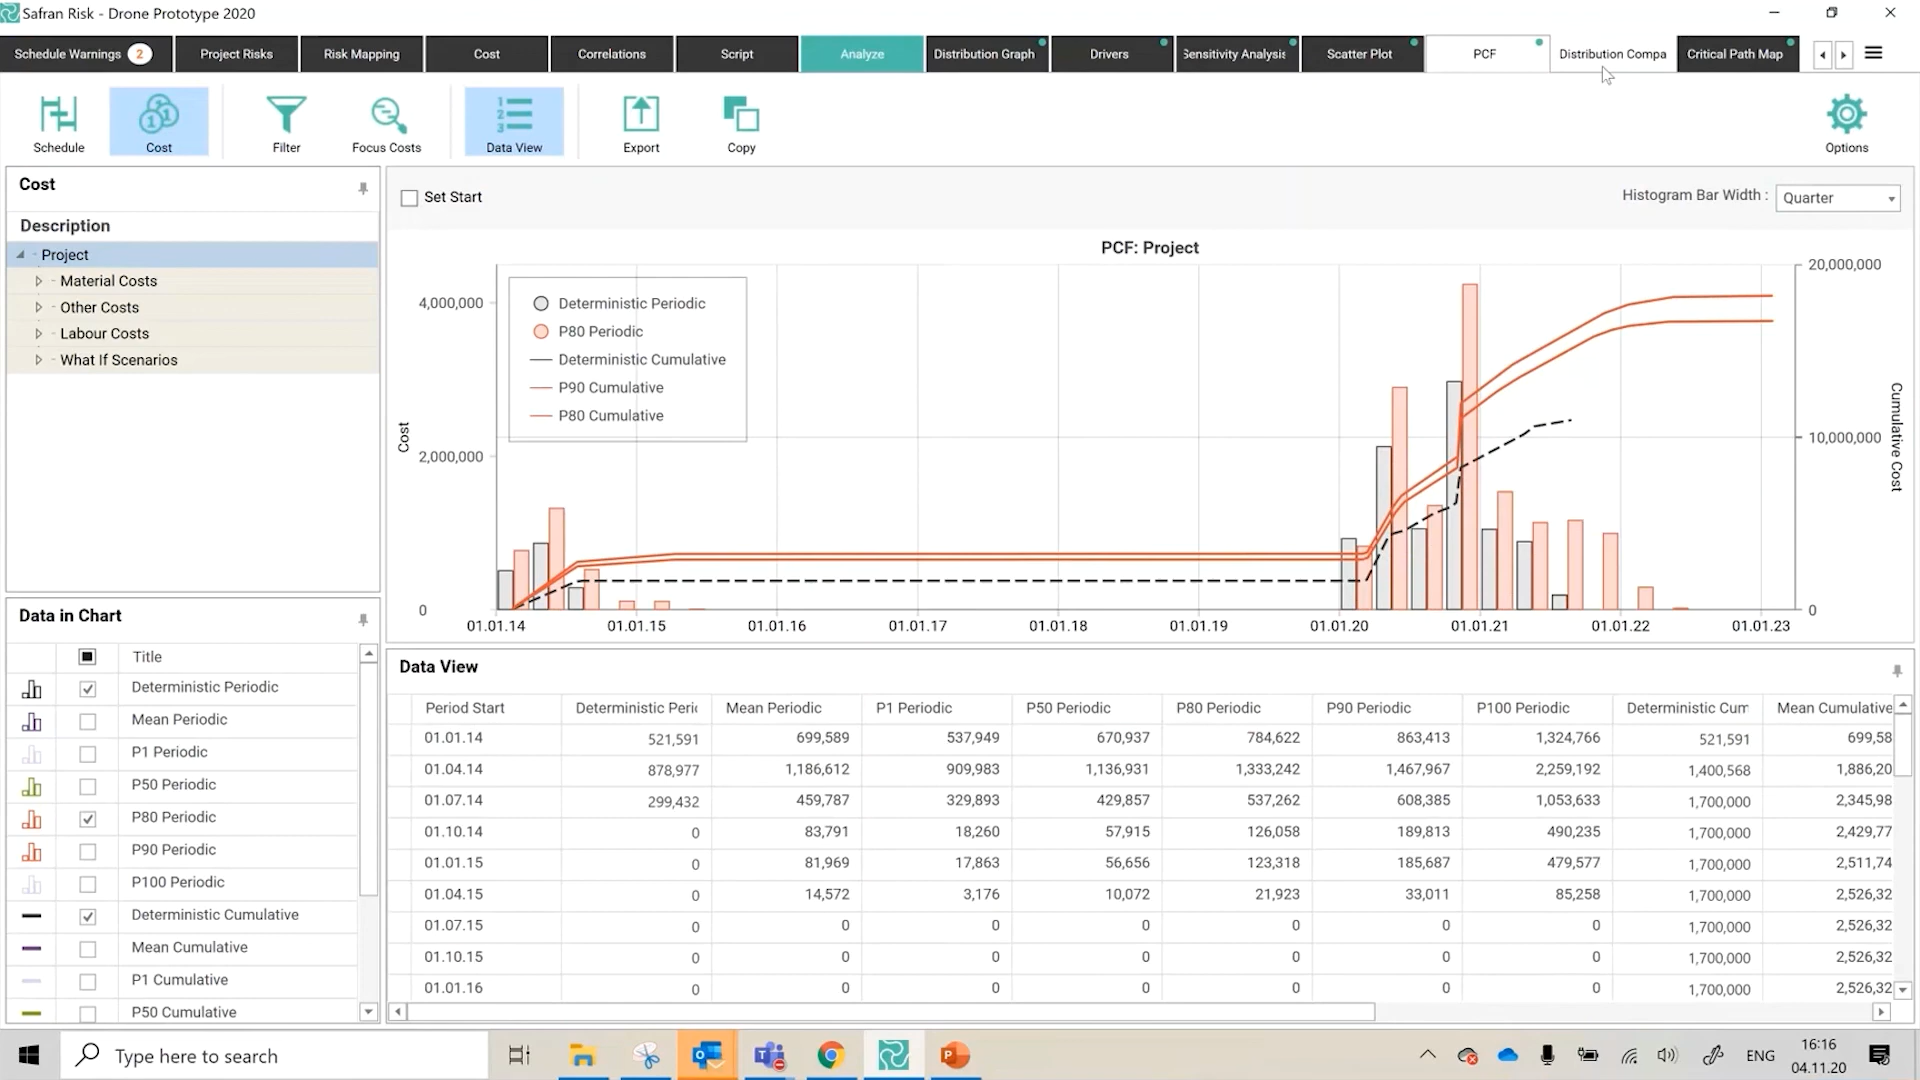 Safran Risk - Drone Prototype 2020
Schedule Warnings 2 Project Risks Risk Mapping Cost Correlations Script Analyze Distribution Graph Drivers Sensitivity Analysis Scatter Plot PCF Distribution Compa Critical Path Map
Schedule Cost Filter Focus Costs Data View Export Copy Options
Cost
Description
Project
Material Costs
Other Costs
Labour Costs
What If Scenarios
Set Start
Histogram Bar Width : Quarter
PCF: Project
Deterministic Periodic
P80 Periodic
Deterministic Cumulative
P90 Cumulative
P80 Cumulative
Cost
4,000,000
2,000,000
0
20,000,000
10,000,000
0
Cumulative Cost
01.01.14 01.01.15 01.01.16 01.01.17 01.01.18 01.01.19 01.01.20 01.01.21 01.01.22 01.01.23
Data in Chart
Title
Deterministic Periodic
Mean Periodic
P1 Periodic
P50 Periodic
P80 Periodic
P90 Periodic
P100 Periodic
Deterministic Cumulative
Mean Cumulative
P1 Cumulative
P50 Cumulative
Data View
Period Start Deterministic Peric Mean Periodic P1 Periodic P50 Periodic P80 Periodic P90 Periodic P100 Periodic Deterministic Cum Mean Cumulative
01.01.14 521,591 699,589 537,949 670,937 784,622 863,413 1,324,766 521,591 699,58
01.04.14 878,977 1,186,612 909,983 1,136,931 1,333,242 1,467,967 2,259,192 1,400,568 1,886,20
01.07.14 299,432 459,787 329,893 429,857 537,262 608,385 1,053,633 1,700,000 2,345,98
01.10.14 0 83,791 18,260 57,915 126,058 189,813 490,235 1,700,000 2,429,77
01.01.15 0 81,969 17,863 56,656 123,318 185,687 479,577 1,700,000 2,511,74
01.04.15 0 14,572 3,176 10,072 21,923 33,011 85,258 1,700,000 2,526,32
01.07.15 0 0 0 0 0 0 0 1,700,000 2,526,32
01.10.15 0 0 0 0 0 0 0 1,700,000 2,526,32
01.01.16 0 0 0 0 0 0 0 1,700,000 2,526,32
Type here to search
ENG
16:16
04.11.20